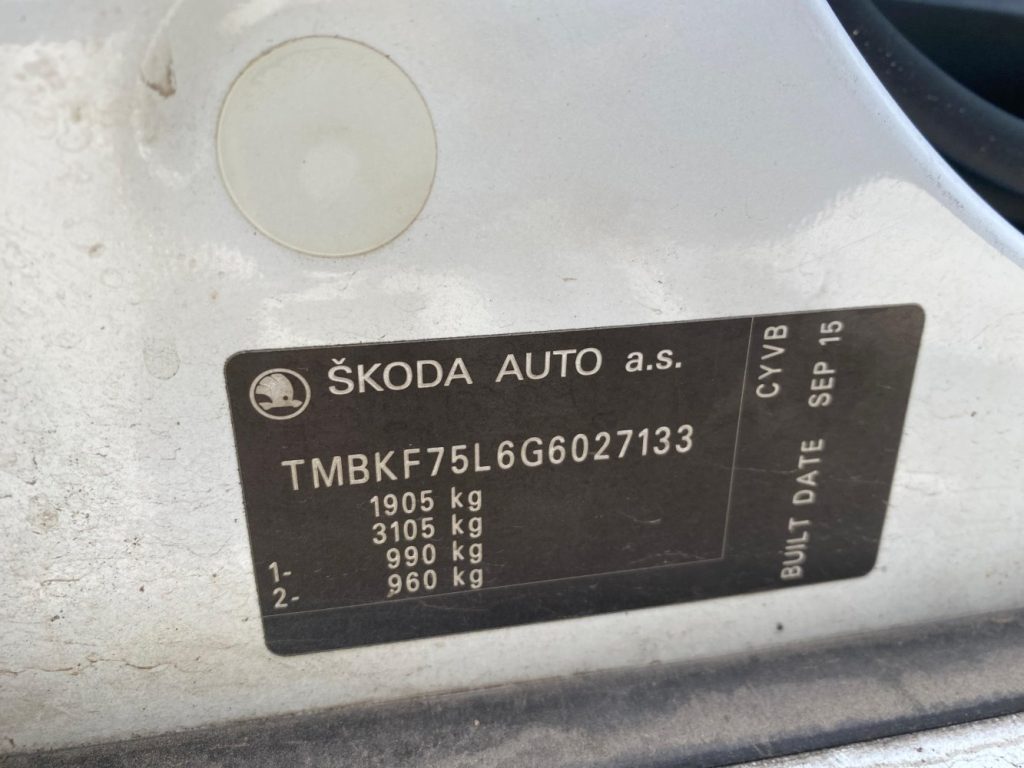 ŠKODA AUTO a.s.
TMBKF75L6G6027133
1905 kg
3105 kg
1- 990 kg
2- 960 kg
CYVB
BUILT DATE SEP 15